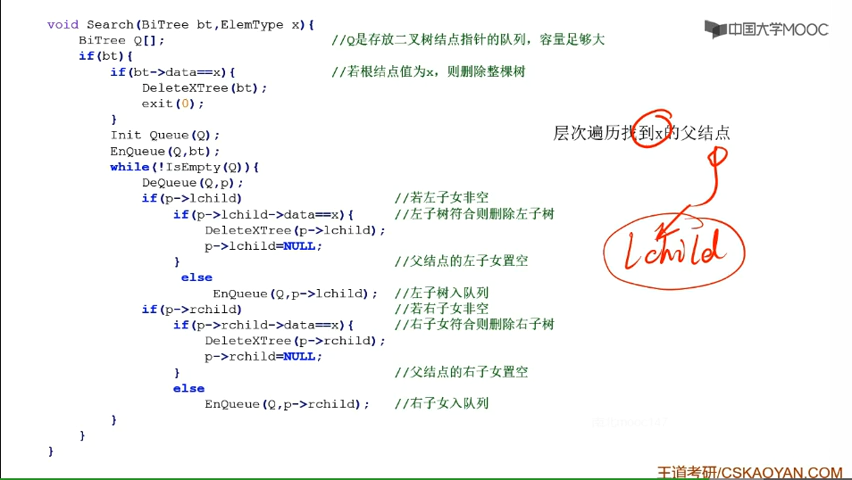 中国大学MOOC
void Search(BiTree bt,ElemType x){
BiTree Q[]; //Q是存放二叉树结点指针的队列，容量足够大
if(bt){
if(bt->data==x){ //若根结点值为x，则删除整棵树
DeleteXTree(bt);
exit(0);
}
Init Queue(Q);
EnQueue(Q,bt);
while(!IsEmpty(Q)){
DeQueue(Q,p);
if(p->lchild) //若左子女非空
if(p->lchild->data==x){ //左子树符合则删除左子树
DeleteXTree(p->lchild);
p->lchild=NULL;
} //父结点的左子女置空
else
EnQueue(Q,p->lchild); //左子树入队列
if(p->rchild) //若右子女非空
if(p->rchild->data==x){ //右子女符合则删除右子树
DeleteXTree(p->rchild);
p->rchild=NULL;
} //父结点的右子女置空
else
EnQueue(Q,p->rchild); //右子女入队列
}
}
}
层次遍历找到x的父结点
p
lchild
王道考研/CSKAOYAN.COM